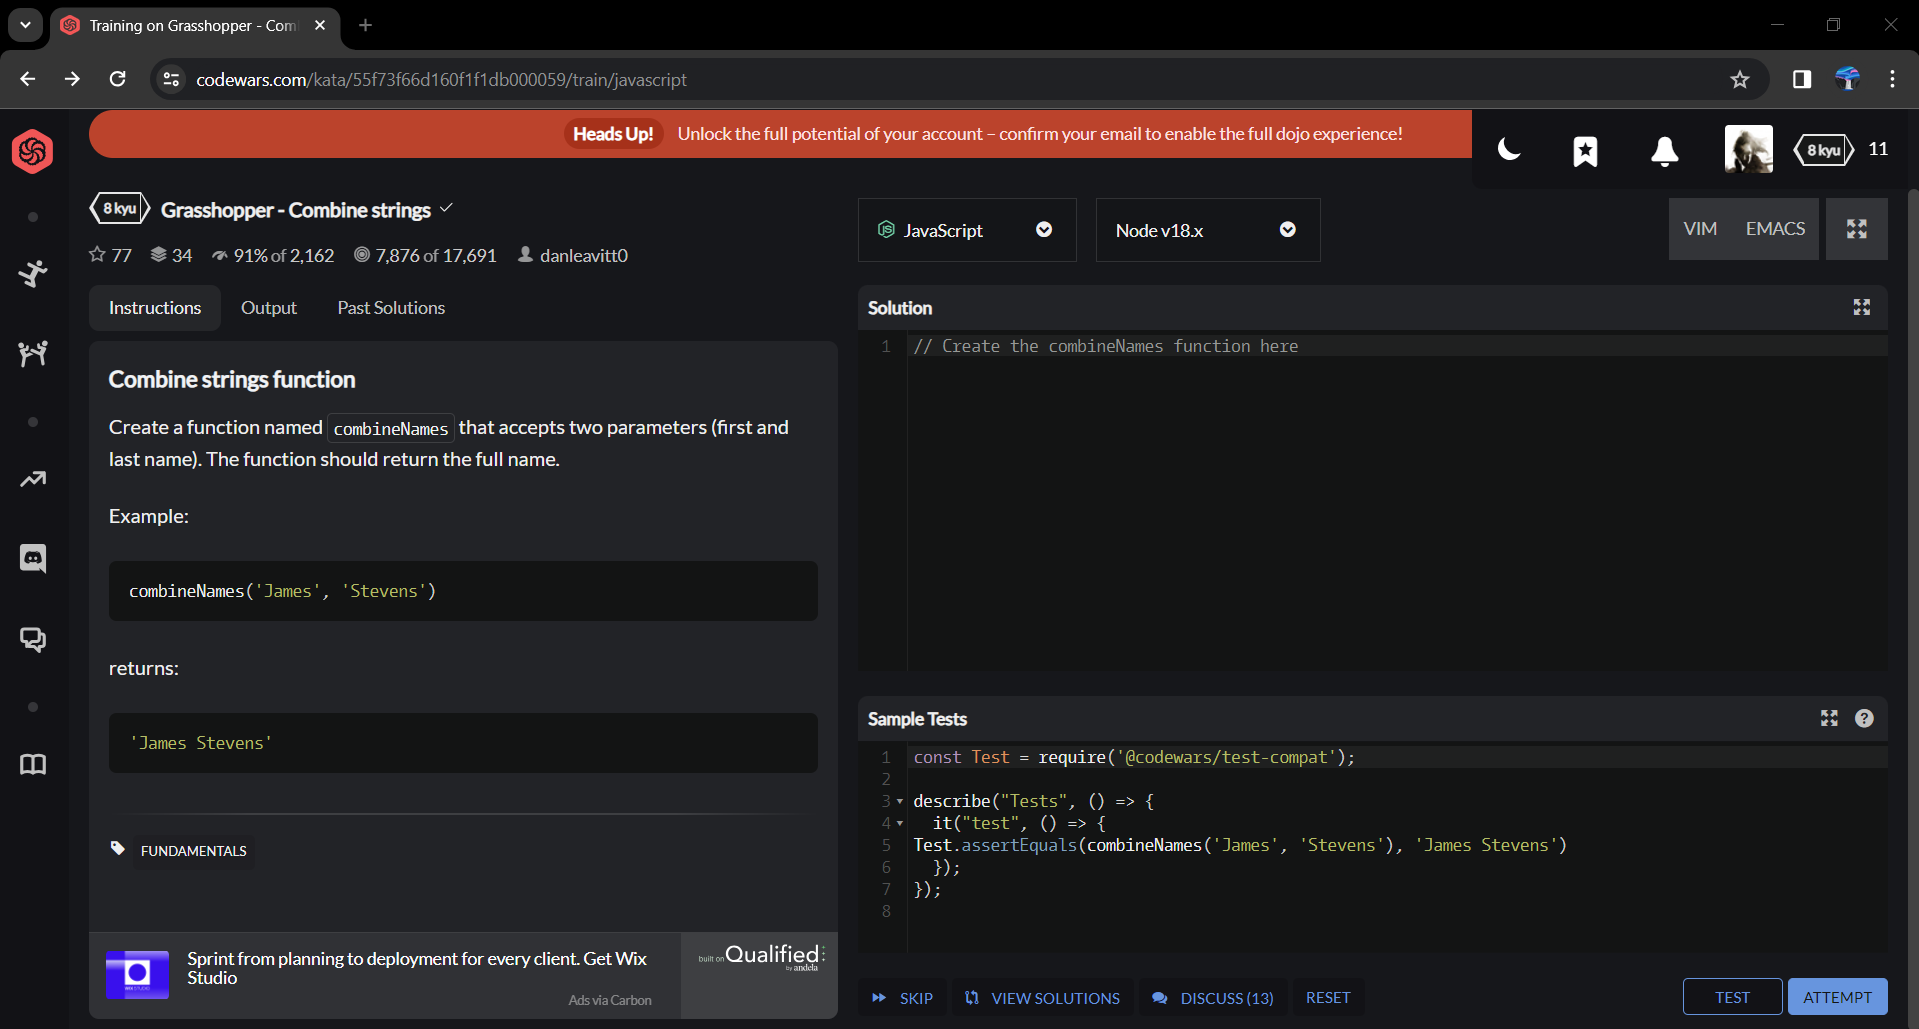 Training on Grasshopper - Com
codewars.com/kata/55f73f66d160f1f1db000059/train/javascript
Heads Up! Unlock the full potential of your account – confirm your email to enable the full dojo experience!
8 kyu 11
8 kyu Grasshopper - Combine strings
77 34 91% of 2,162 7,876 of 17,691 danleavitt0
JavaScript
Node v18.x
VIM EMACS
Instructions Output Past Solutions
Combine strings function
Create a function named combineNames that accepts two parameters (first and
last name). The function should return the full name.
Example:
combineNames('James', 'Stevens')
returns:
'James Stevens'
FUNDAMENTALS
Sprint from planning to deployment for every client. Get Wix
Studio
Ads via Carbon
WIX STUDIO
built on Qualified
by andela
Solution
1 // Create the combineNames function here
Sample Tests
1 const Test = require('@codewars/test-compat');
2
3 describe("Tests", () => {
4 it("test", () => {
5 Test.assertEquals(combineNames('James', 'Stevens'), 'James Stevens')
6 });
7 });
8
SKIP VIEW SOLUTIONS DISCUSS (13) RESET
TEST ATTEMPT